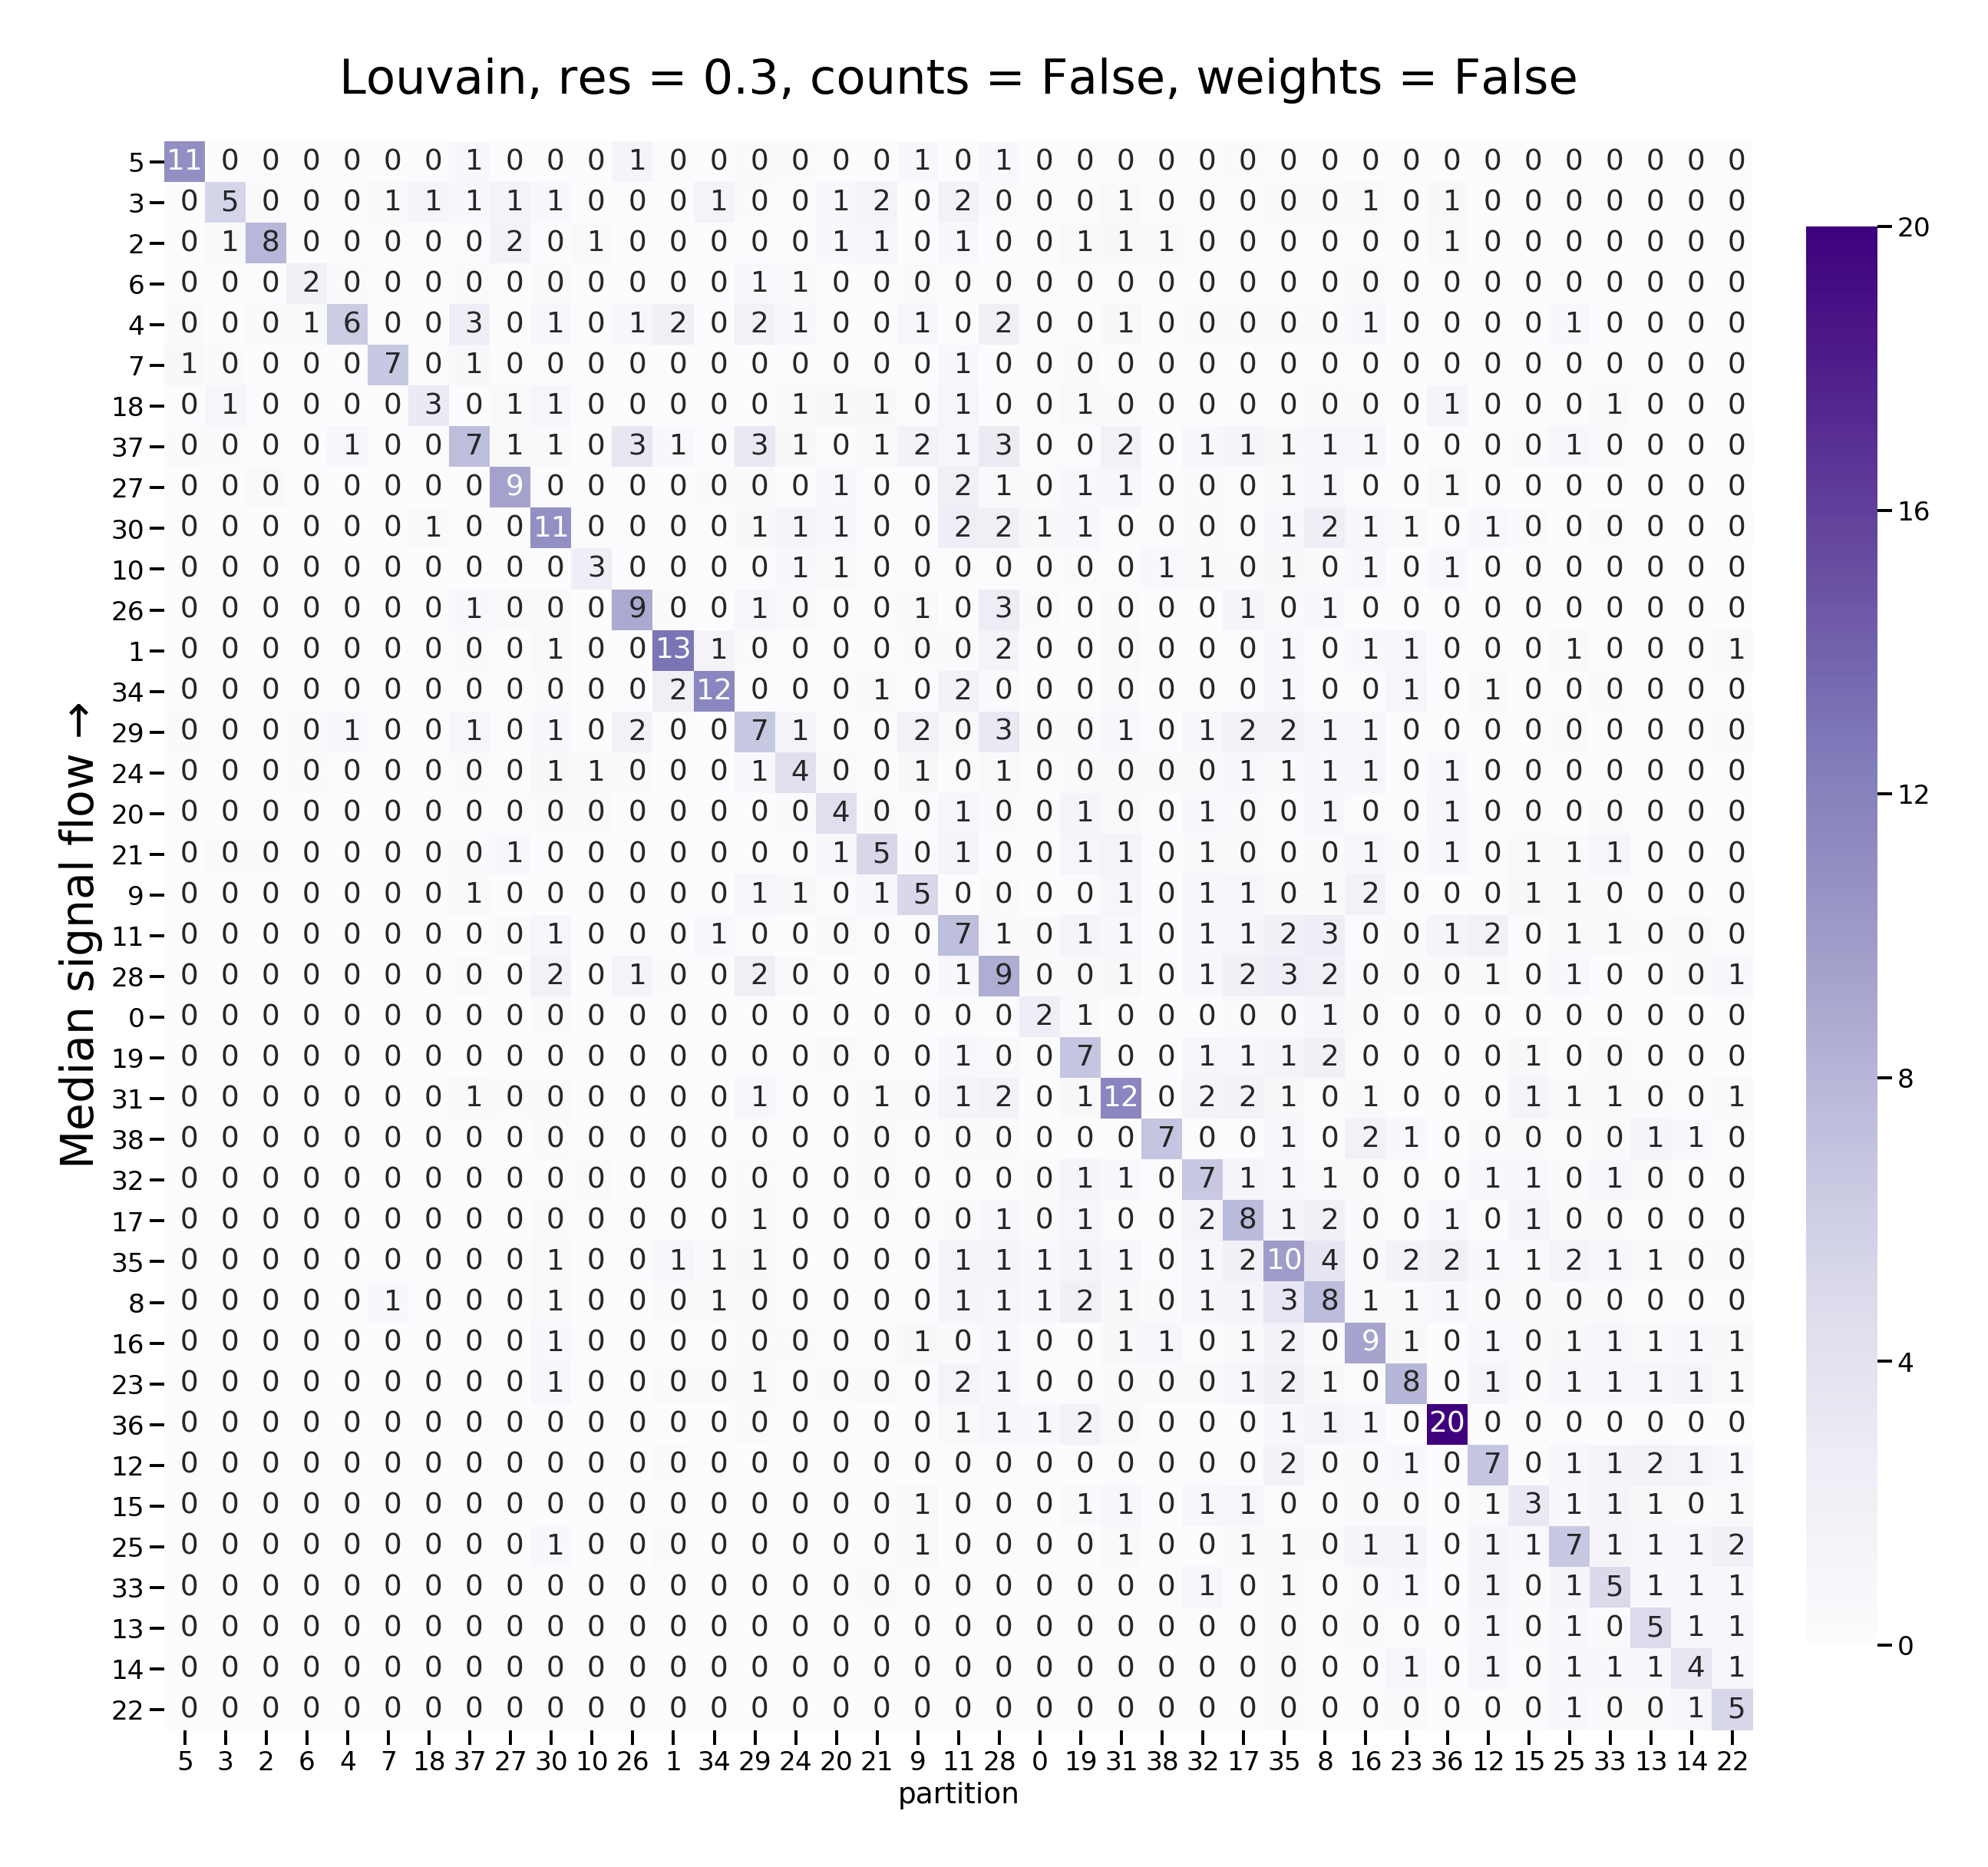 Louvain, res = 0.3, counts = False, weights = False
5 11 0 0 0 0 0 0 1 0 0 0 1 0 0 0 0 0 0 1 0 1 0 0 0 0 0 0 0 0 0 0 0 0 0 0 0 0 0 0
3 0 5 0 0 0 1 1 1 1 1 0 0 0 1 0 0 1 2 0 2 0 0 0 1 0 0 0 0 0 1 0 1 0 0 0 0 0 0 0
2 0 1 8 0 0 0 0 0 2 0 1 0 0 0 0 0 1 1 0 1 0 0 1 1 1 0 0 0 0 0 0 1 0 0 0 0 0 0 0
6 0 0 0 2 0 0 0 0 0 0 0 0 0 0 1 1 0 0 0 0 0 0 0 0 0 0 0 0 0 0 0 0 0 0 0 0 0 0 0
4 0 0 0 1 6 0 0 3 0 1 0 1 2 0 2 1 0 0 1 0 2 0 0 1 0 0 0 0 0 1 0 0 0 0 1 0 0 0 0
7 1 0 0 0 0 7 0 1 0 0 0 0 0 0 0 0 0 0 0 1 0 0 0 0 0 0 0 0 0 0 0 0 0 0 0 0 0 0 0
18 0 1 0 0 0 0 3 0 1 1 0 0 0 0 0 1 1 1 0 1 0 0 1 0 0 0 0 0 0 0 0 1 0 0 0 1 0 0 0
37 0 0 0 0 1 0 0 7 1 1 0 3 1 0 3 1 0 1 2 1 3 0 0 2 0 1 1 1 1 1 0 0 0 0 1 0 0 0 0
27 0 0 0 0 0 0 0 0 9 0 0 0 0 0 0 0 1 0 0 2 1 0 1 1 0 0 0 1 1 0 0 1 0 0 0 0 0 0 0
30 0 0 0 0 0 0 1 0 0 11 0 0 0 0 1 1 1 0 0 2 2 1 1 0 0 0 0 1 2 1 1 0 1 0 0 0 0 0 0
10 0 0 0 0 0 0 0 0 0 0 3 0 0 0 0 1 1 0 0 0 0 0 0 0 1 1 0 1 0 1 0 1 0 0 0 0 0 0 0
26 0 0 0 0 0 0 0 1 0 0 0 9 0 0 1 0 0 0 1 0 3 0 0 0 0 0 1 0 1 0 0 0 0 0 0 0 0 0 0
1 0 0 0 0 0 0 0 0 0 1 0 0 13 1 0 0 0 0 0 0 2 0 0 0 0 0 0 1 0 1 1 0 0 0 1 0 0 0 1
34 0 0 0 0 0 0 0 0 0 0 0 0 2 12 0 0 0 1 0 2 0 0 0 0 0 0 0 1 0 0 1 0 1 0 0 0 0 0 0
29 0 0 0 0 1 0 0 1 0 1 0 2 0 0 7 1 0 0 2 0 3 0 0 1 0 1 2 2 1 1 0 0 0 0 0 0 0 0 0
24 0 0 0 0 0 0 0 0 0 1 1 0 0 0 1 4 0 0 1 0 1 0 0 0 0 0 1 1 1 1 0 1 0 0 0 0 0 0 0
20 0 0 0 0 0 0 0 0 0 0 0 0 0 0 0 0 4 0 0 1 0 0 1 0 0 1 0 0 1 0 0 1 0 0 0 0 0 0 0
21 0 0 0 0 0 0 0 0 1 0 0 0 0 0 0 0 1 5 0 1 0 0 1 1 0 1 0 0 0 1 0 1 0 1 1 1 0 0 0
9 0 0 0 0 0 0 0 1 0 0 0 0 0 0 1 1 0 1 5 0 0 0 0 1 0 1 1 0 1 2 0 0 0 1 1 0 0 0 0
11 0 0 0 0 0 0 0 0 0 1 0 0 0 1 0 0 0 0 0 7 1 0 1 1 0 1 1 2 3 0 0 1 2 0 1 1 0 0 0
28 0 0 0 0 0 0 0 0 0 2 0 1 0 0 2 0 0 0 0 1 9 0 0 1 0 1 2 3 2 0 0 0 1 0 1 0 0 0 1
0 0 0 0 0 0 0 0 0 0 0 0 0 0 0 0 0 0 0 0 0 0 2 1 0 0 0 0 0 1 0 0 0 0 0 0 0 0 0 0
19 0 0 0 0 0 0 0 0 0 0 0 0 0 0 0 0 0 0 0 1 0 0 7 0 0 1 1 1 2 0 0 0 0 1 0 0 0 0 0
31 0 0 0 0 0 0 0 1 0 0 0 0 0 0 1 0 0 1 0 1 2 0 1 12 0 2 2 1 0 1 0 0 0 1 1 1 0 0 1
38 0 0 0 0 0 0 0 0 0 0 0 0 0 0 0 0 0 0 0 0 0 0 0 0 7 0 0 1 0 2 1 0 0 0 0 0 1 1 0
32 0 0 0 0 0 0 0 0 0 0 0 0 0 0 0 0 0 0 0 0 0 0 1 1 0 7 1 1 1 0 0 0 1 1 0 1 0 0 0
17 0 0 0 0 0 0 0 0 0 0 0 0 0 0 1 0 0 0 0 0 1 0 1 0 0 2 8 1 2 0 0 1 0 1 0 0 0 0 0
35 0 0 0 0 0 0 0 0 0 1 0 0 1 1 1 0 0 0 0 1 1 1 1 1 0 1 2 10 4 0 2 2 1 1 2 1 1 0 0
8 0 0 0 0 0 1 0 0 0 1 0 0 0 1 0 0 0 0 0 1 1 1 2 1 0 1 1 3 8 1 1 1 0 0 0 0 0 0 0
16 0 0 0 0 0 0 0 0 0 1 0 0 0 0 0 0 0 0 1 0 1 0 0 1 1 0 1 2 0 9 1 0 1 0 1 1 1 1 1
23 0 0 0 0 0 0 0 0 0 1 0 0 0 0 1 0 0 0 0 2 1 0 0 0 0 0 1 2 1 0 8 0 1 0 1 1 1 1 1
36 0 0 0 0 0 0 0 0 0 0 0 0 0 0 0 0 0 0 0 1 1 1 2 0 0 0 0 1 1 1 0 20 0 0 0 0 0 0 0
12 0 0 0 0 0 0 0 0 0 0 0 0 0 0 0 0 0 0 0 0 0 0 0 0 0 0 0 2 0 0 1 0 7 0 1 1 2 1 1
15 0 0 0 0 0 0 0 0 0 0 0 0 0 0 0 0 0 0 1 0 0 0 1 1 0 1 1 0 0 0 0 0 1 3 1 1 1 0 1
25 0 0 0 0 0 0 0 0 0 1 0 0 0 0 0 0 0 0 1 0 0 0 0 1 0 0 1 1 0 1 1 0 1 1 7 1 1 1 2
33 0 0 0 0 0 0 0 0 0 0 0 0 0 0 0 0 0 0 0 0 0 0 0 0 0 1 0 1 0 0 1 0 1 0 1 5 1 1 1
13 0 0 0 0 0 0 0 0 0 0 0 0 0 0 0 0 0 0 0 0 0 0 0 0 0 0 0 0 0 0 0 0 1 0 1 0 5 1 1
14 0 0 0 0 0 0 0 0 0 0 0 0 0 0 0 0 0 0 0 0 0 0 0 0 0 0 0 0 0 0 1 0 1 0 1 1 1 4 1
22 0 0 0 0 0 0 0 0 0 0 0 0 0 0 0 0 0 0 0 0 0 0 0 0 0 0 0 0 0 0 0 0 0 0 1 0 0 1 5
5 3 2 6 4 7 18 37 27 30 10 26 1 34 29 24 20 21 9 11 28 0 19 31 38 32 17 35 8 16 23 36 12 15 25 33 13 14 22
partition
Median signal flow →
20
16
12
8
4
0